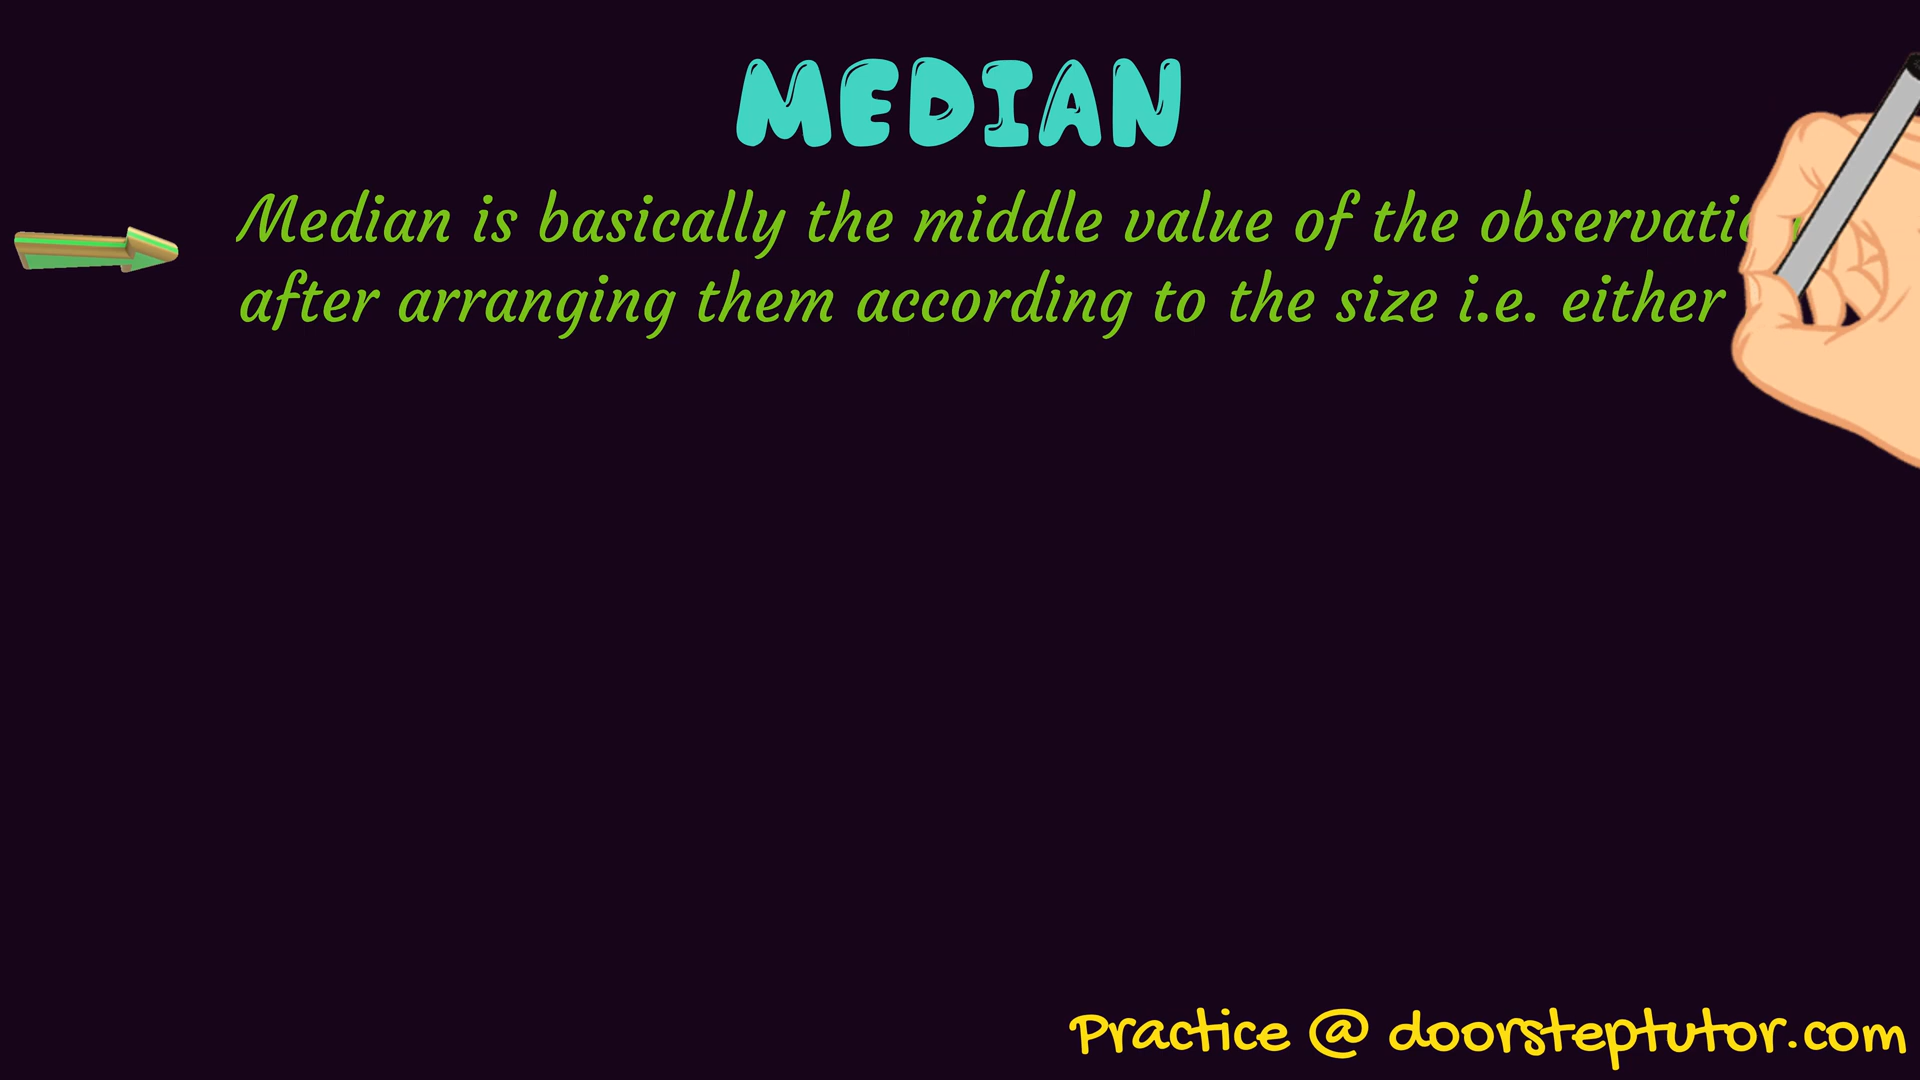 MEDIAN
Median is basically the middle value of the
after arranging them according to the size i.e. either
Practice @ doorsteptutor.com